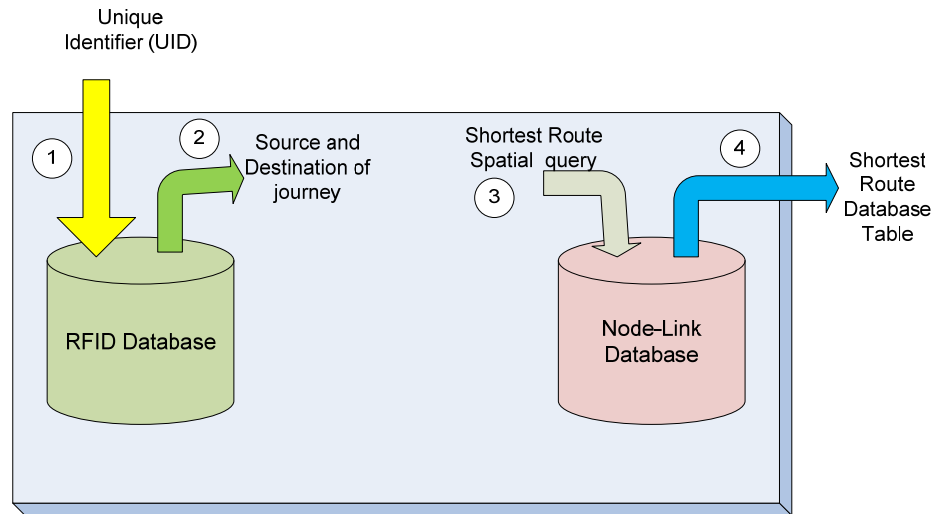 Unique
Identifier (UID)
1
2
Source and
Destination of
journey
Shortest Route
Spatial query
3
4
Shortest
Route
Database
Table
RFID Database
Node-Link
Database